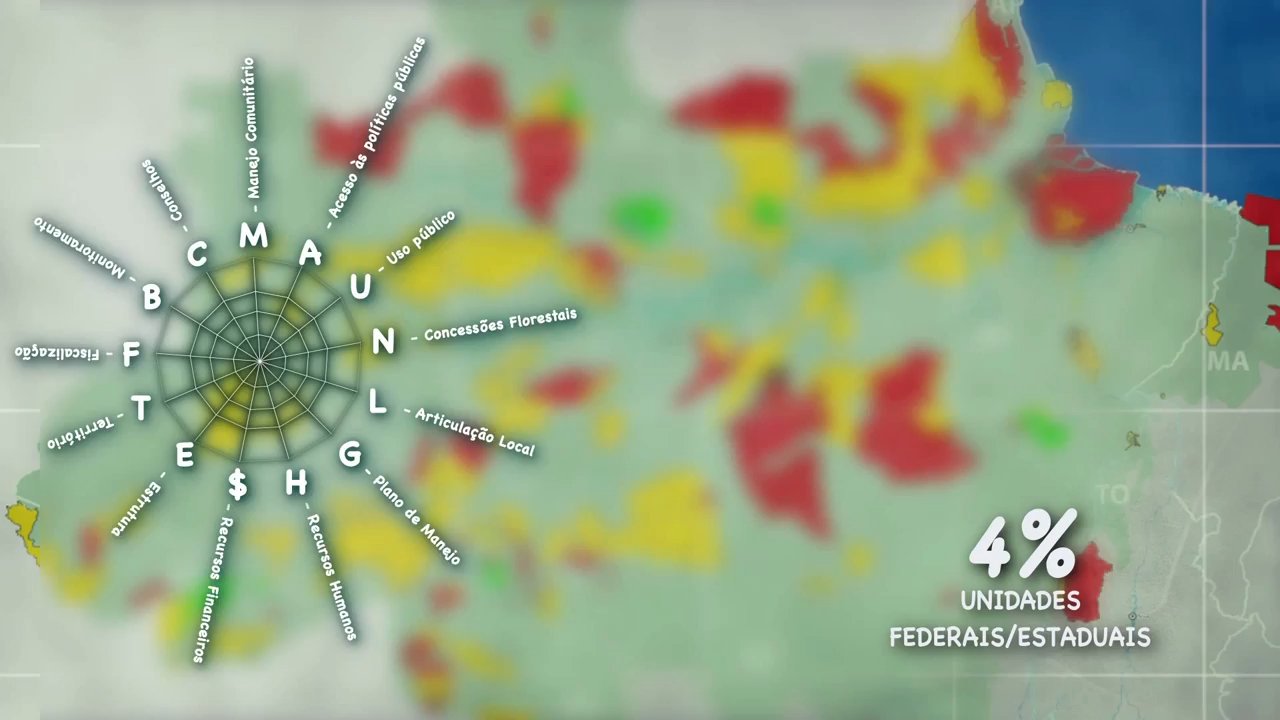 M - Manejo Comunitário
A - Acesso às políticas públicas
U - Uso público
N - Concessões Florestais
L - Articulação Local
G - Plano de Manejo
H - Recursos Humanos
$ - Recursos Financeiros
E - Estrutura
T - Território
F - Fiscalização
B - Monitoramento
C - Conselhos
MA
TO
4%
UNIDADES
FEDERAIS/ESTADUAIS